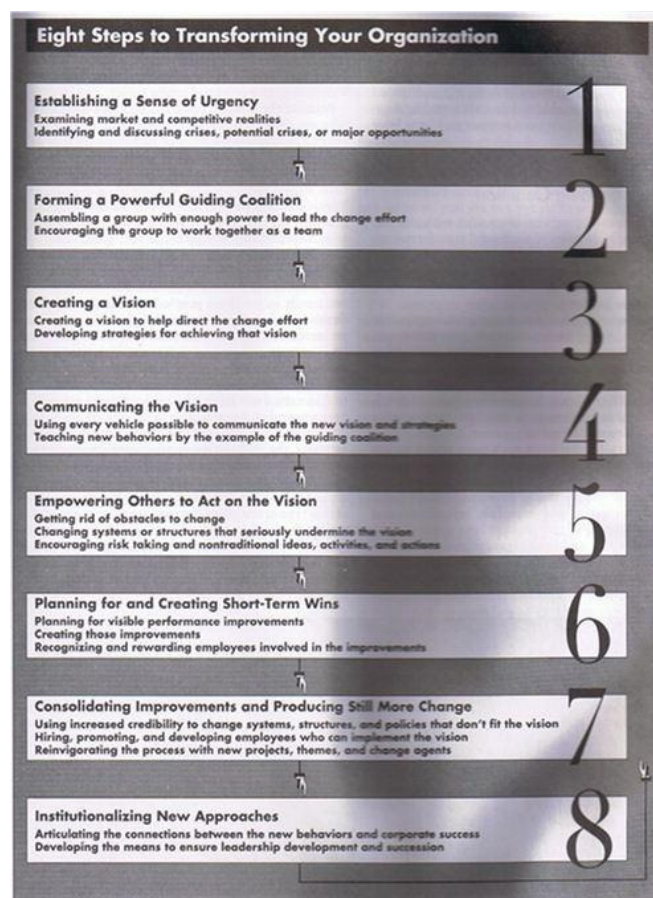 Eight Steps to Transforming Your Organization
1
Establishing a Sense of Urgency
Examining market and competitive realities
Identifying and discussing crises, potential crises, or major opportunities
2
Forming a Powerful Guiding Coalition
Assembling a group with enough power to lead the change effort
Encouraging the group to work together as a team
3
Creating a Vision
Creating a vision to help direct the change effort
Developing strategies for achieving that vision
4
Communicating the Vision
Using every vehicle possible to communicate the new vision and strategies
Teaching new behaviors by the example of the guiding coalition
5
Empowering Others to Act on the Vision
Getting rid of obstacles to change
Changing systems or structures that seriously undermine the vision
Encouraging risk taking and nontraditional ideas, activities, and actions
6
Planning for and Creating Short-Term Wins
Planning for visible performance improvements
Creating those improvements
Recognizing and rewarding employees involved in the improvements
7
Consolidating Improvements and Producing Still More Change
Using increased credibility to change systems, structures, and policies that don't fit the vision
Hiring, promoting, and developing employees who can implement the vision
Reinvigorating the process with new projects, themes, and change agents
8
Institutionalizing New Approaches
Articulating the connections between the new behaviors and corporate success
Developing the means to ensure leadership development and succession